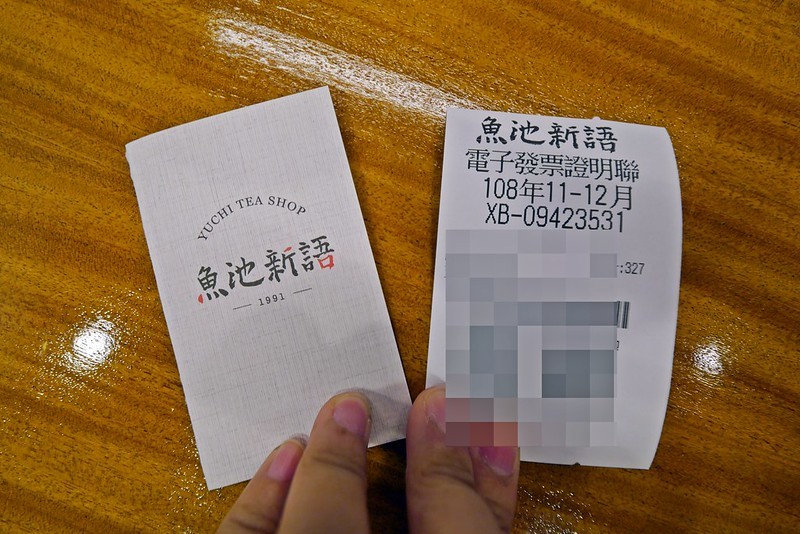 YUCHI TEA SHOP
魚池新語
1991
魚池新語
電子發票證明聯
108年11-12月
XB-09423531
:327